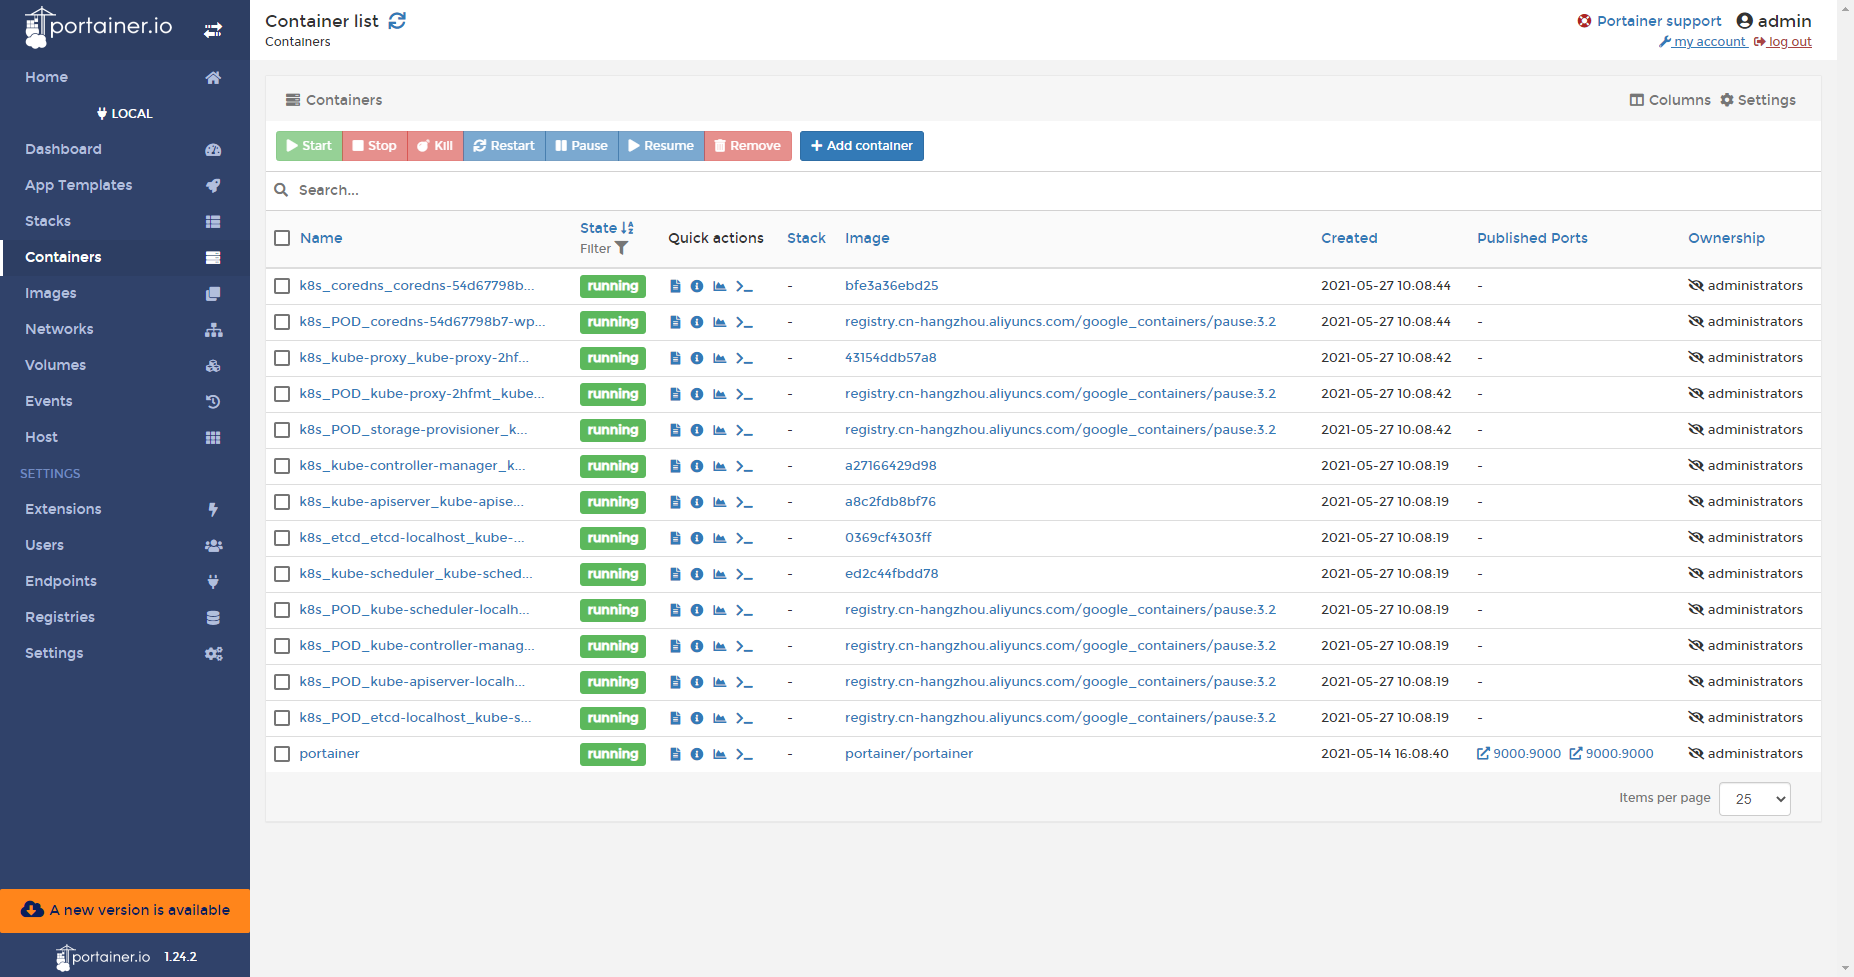 portainer.io
Home
LOCAL
Dashboard
App Templates
Stacks
Containers
Images
Networks
Volumes
Events
Host
SETTINGS
Extensions
Users
Endpoints
Registries
Settings
A new version is available
portainer.io 1.24.2
Container list
Containers
Portainer support admin
my account log out
Containers
Columns Settings
Start Stop Kill Restart Pause Resume Remove Add container
Search...
Name State Filter Quick actions Stack Image Created Published Ports Ownership
k8s_coredns_coredns-54d67798b... running - bfe3a36ebd25 2021-05-27 10:08:44 - administrators
k8s_POD_coredns-54d67798b7-wp... running - registry.cn-hangzhou.aliyuncs.com/google_containers/pause:3.2 2021-05-27 10:08:44 - administrators
k8s_kube-proxy_kube-proxy-2hf... running - 43154ddb57a8 2021-05-27 10:08:42 - administrators
k8s_POD_kube-proxy-2hfmt_kube... running - registry.cn-hangzhou.aliyuncs.com/google_containers/pause:3.2 2021-05-27 10:08:42 - administrators
k8s_POD_storage-provisioner_k... running - registry.cn-hangzhou.aliyuncs.com/google_containers/pause:3.2 2021-05-27 10:08:42 - administrators
k8s_kube-controller-manager_k... running - a27166429d98 2021-05-27 10:08:19 - administrators
k8s_kube-apiserver_kube-apise... running - a8c2fdb8bf76 2021-05-27 10:08:19 - administrators
k8s_etcd_etcd-localhost_kube-... running - 0369cf4303ff 2021-05-27 10:08:19 - administrators
k8s_kube-scheduler_kube-sched... running - ed2c44fbdd78 2021-05-27 10:08:19 - administrators
k8s_POD_kube-scheduler-localh... running - registry.cn-hangzhou.aliyuncs.com/google_containers/pause:3.2 2021-05-27 10:08:19 - administrators
k8s_POD_kube-controller-manag... running - registry.cn-hangzhou.aliyuncs.com/google_containers/pause:3.2 2021-05-27 10:08:19 - administrators
k8s_POD_kube-apiserver-localh... running - registry.cn-hangzhou.aliyuncs.com/google_containers/pause:3.2 2021-05-27 10:08:19 - administrators
k8s_POD_etcd-localhost_kube-s... running - registry.cn-hangzhou.aliyuncs.com/google_containers/pause:3.2 2021-05-27 10:08:19 - administrators
portainer running - portainer/portainer 2021-05-14 16:08:40 9000:9000 9000:9000 administrators
Items per page 25